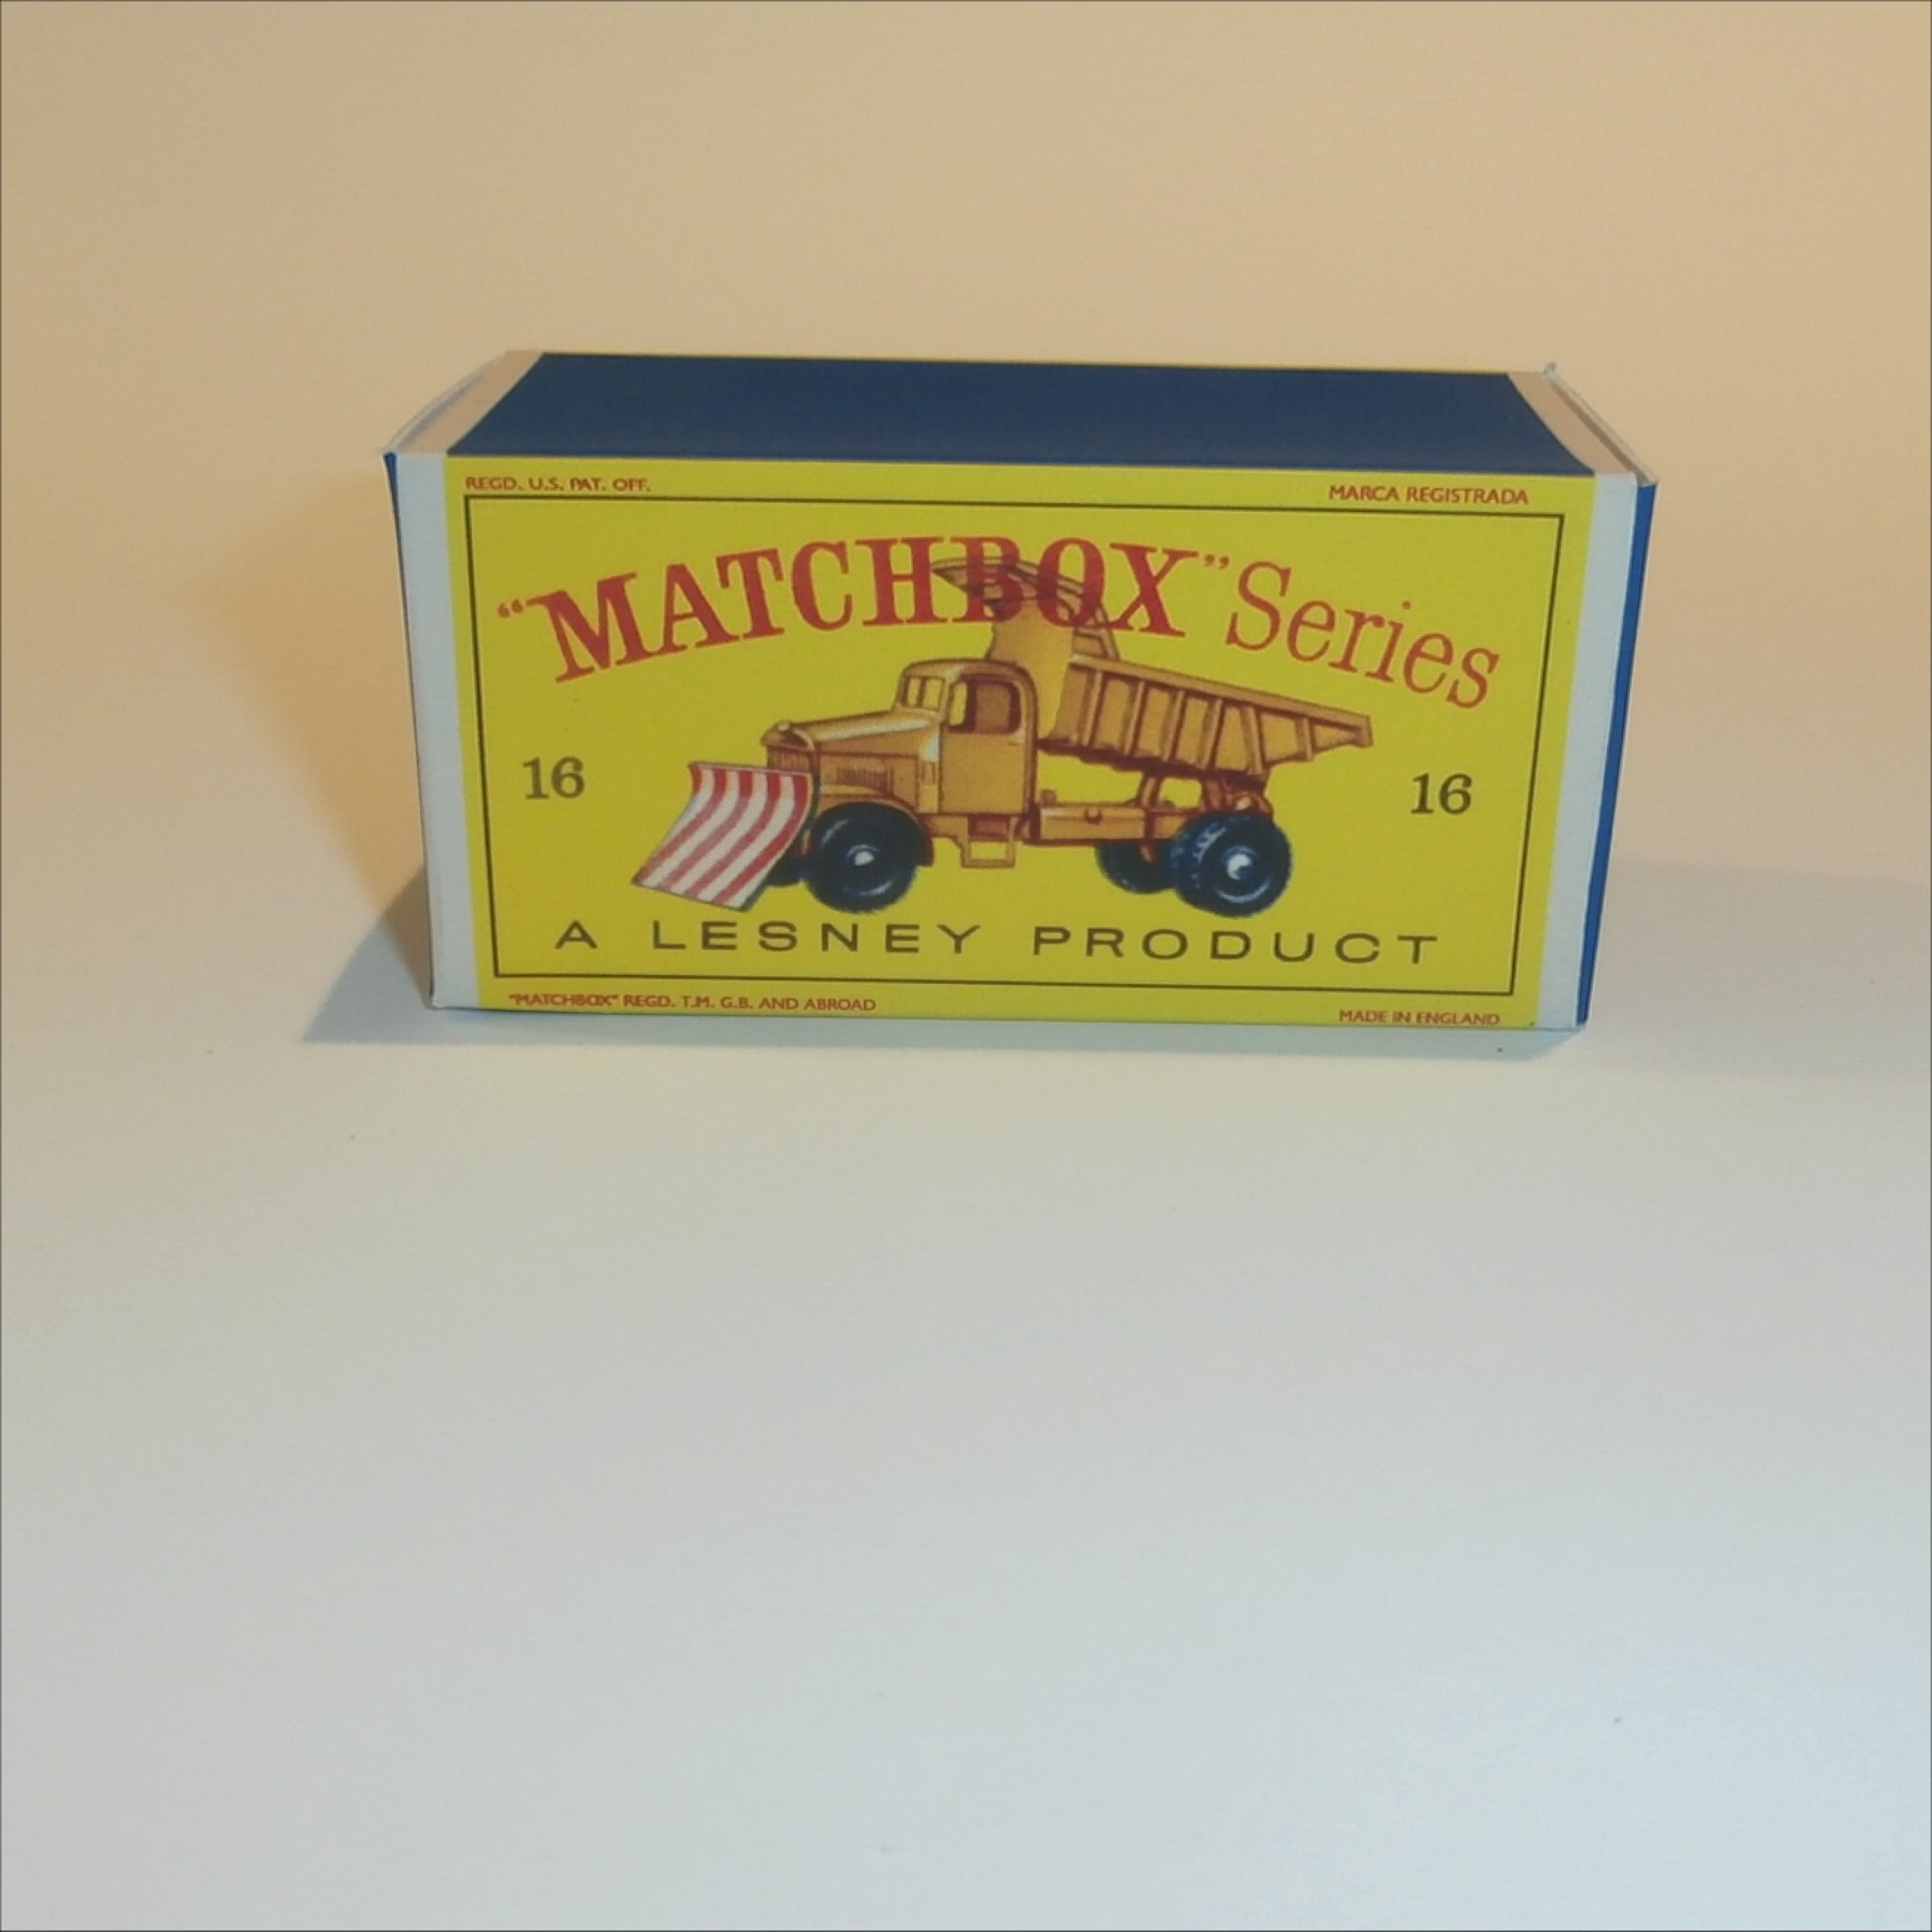 REGD. U.S. PAT. OFF. MARCA REGISTRADA
“MATCHBOX” Series
16 16
A LESNEY PRODUCT
"MATCHBOX" REGD. T.M. G.B. AND ABROAD MADE IN ENGLAND